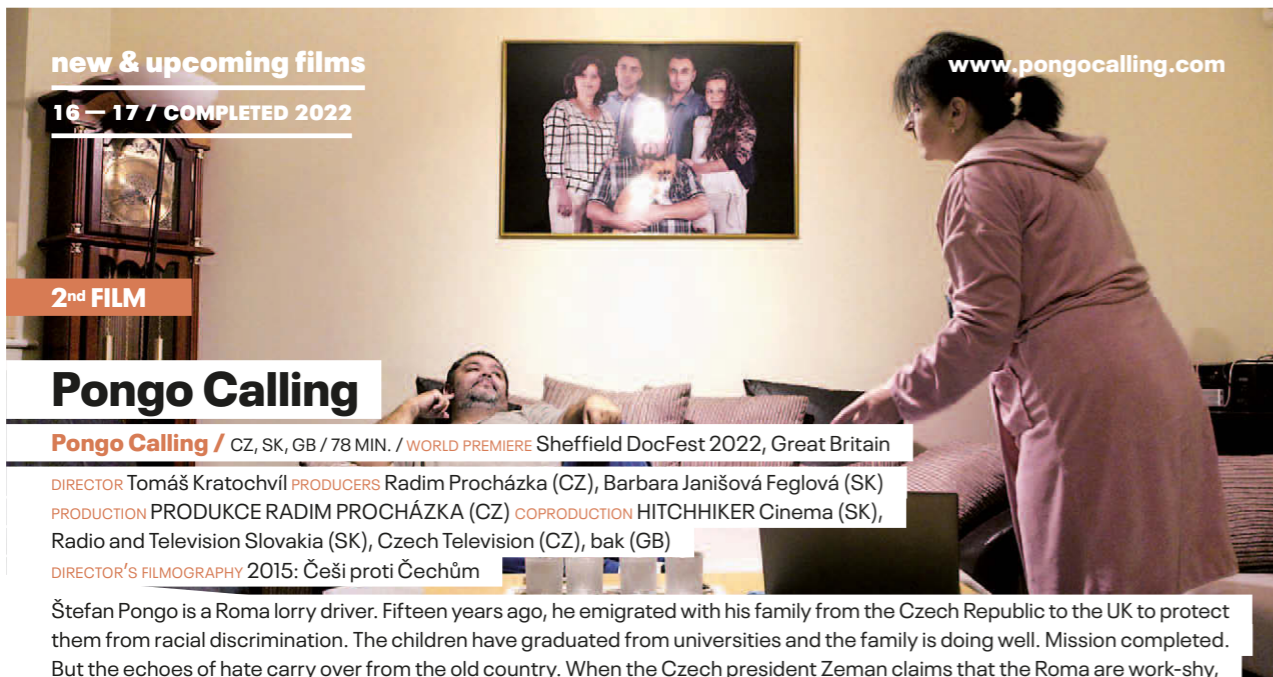 new & upcoming films
www.pongocalling.com
16 — 17 / COMPLETED 2022
2nd FILM
Pongo Calling
Pongo Calling / CZ, SK, GB / 78 MIN. / WORLD PREMIERE Sheffield DocFest 2022, Great Britain
DIRECTOR Tomáš Kratochvíl PRODUCERS Radim Procházka (CZ), Barbara Janišová Feglová (SK)
PRODUCTION PRODUKCE RADIM PROCHÁZKA (CZ) COPRODUCTION HITCHHIKER Cinema (SK),
Radio and Television Slovakia (SK), Czech Television (CZ), bak (GB)
DIRECTOR'S FILMOGRAPHY 2015: Češi proti Čechům
Štefan Pongo is a Roma lorry driver. Fifteen years ago, he emigrated with his family from the Czech Republic to the UK to protect
them from racial discrimination. The children have graduated from universities and the family is doing well. Mission completed.
But the echoes of hate carry over from the old country. When the Czech president Zeman claims that the Roma are work-shy,